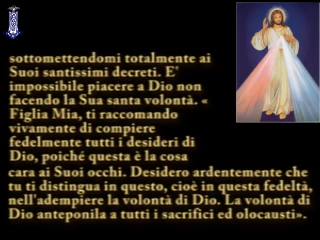 sottomettendomi totalmente ai
Suoi santissimi decreti. E'
impossibile piacere a Dio non
facendo la Sua santa volontà. «
Figlia Mia, ti raccomando
vivamente di compiere
fedelmente tutti i desideri di
Dio, poiché questa è la cosa
cara ai Suoi occhi. Desidero ardentemente che
tu ti distingua in questo, cioè in questa fedeltà,
nell'adempiere la volontà di Dio. La volontà di
Dio anteponila a tutti i sacrifici ed olocausti».